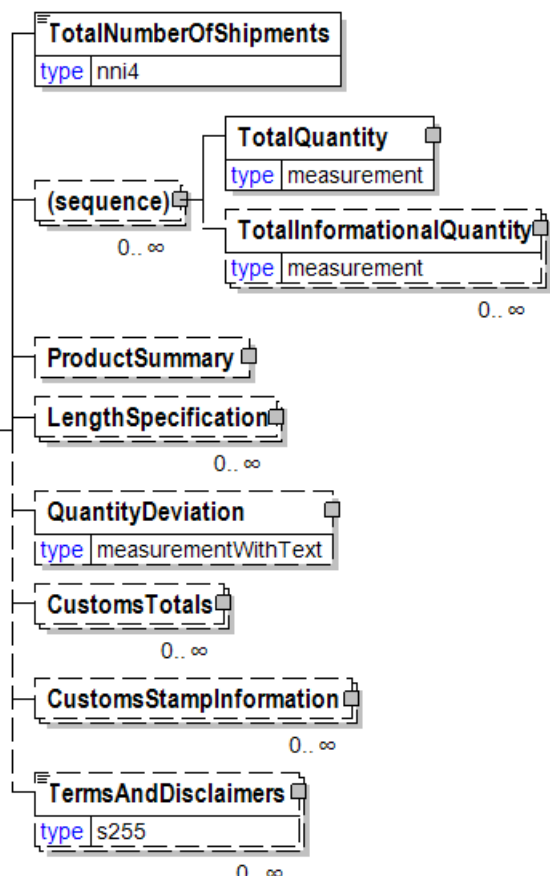 TotalNumberOfShipments
type nni4
TotalQuantity
type measurement
(sequence)
0.. ∞
TotalInformationalQuantity
type measurement
0.. ∞
ProductSummary
LengthSpecification
0.. ∞
QuantityDeviation
type measurementWithText
CustomsTotals
0.. ∞
CustomsStampInformation
0.. ∞
TermsAndDisclaimers
type s255
0.. ∞